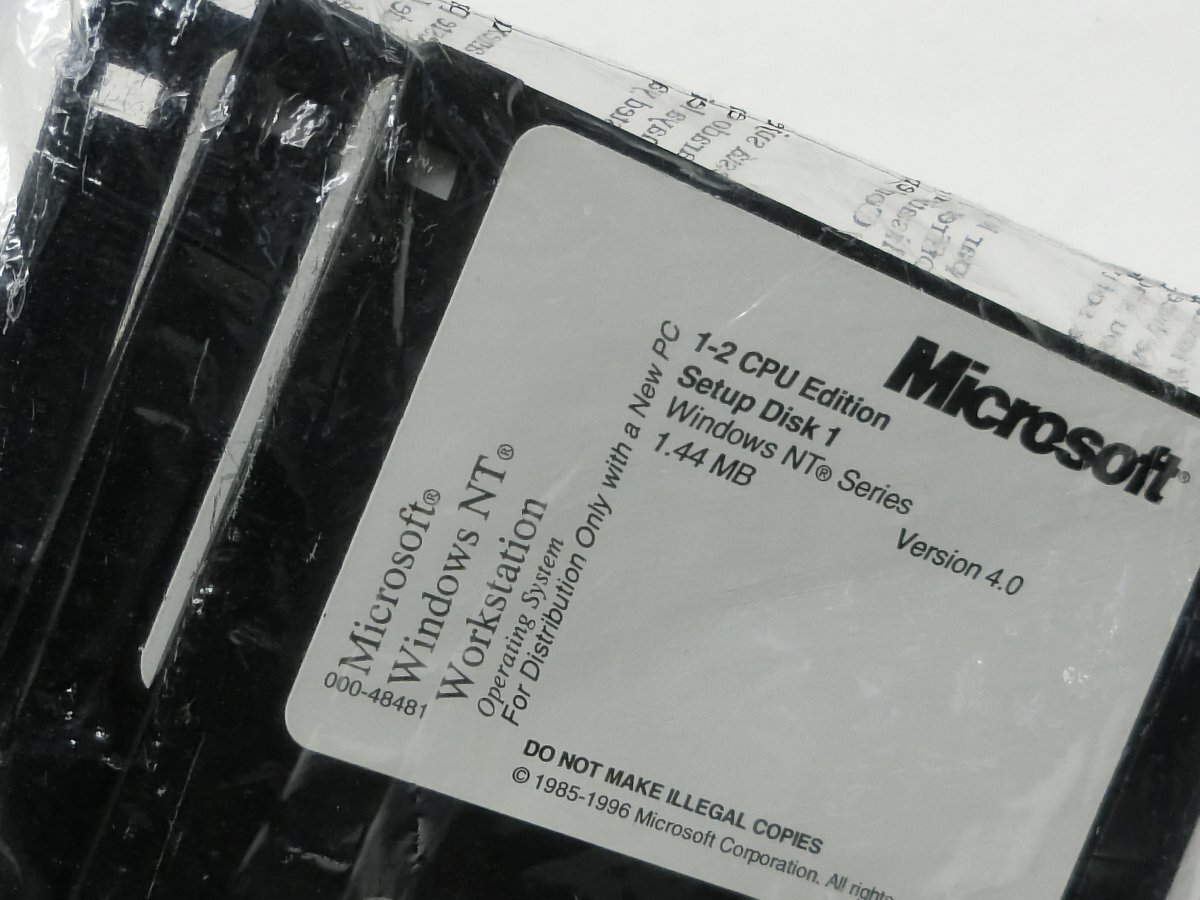 Microsoft®
1-2 CPU Edition
Setup Disk 1
Windows NT® Series
1.44 MB
Version 4.0
Microsoft®
Windows NT®
Workstation
Operating System
For Distribution Only with a New PC
000-48481
DO NOT MAKE ILLEGAL COPIES
© 1985-1996 Microsoft Corporation. All rights